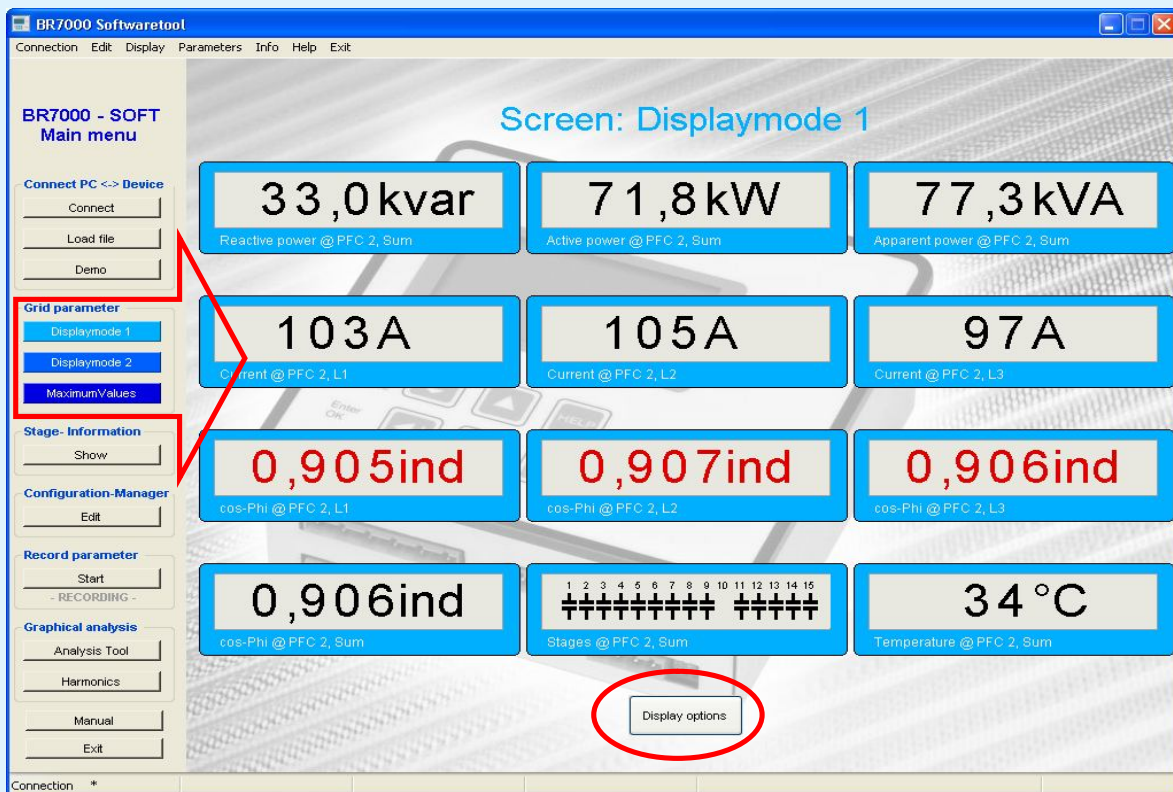 BR7000 Softwaretool
Connection Edit Display Parameters Info Help Exit
BR7000 - SOFT
Main menu
Connect PC <-> Device
Connect
Load file
Demo
Grid parameter
Displaymode 1
Displaymode 2
MaximumValues
Stage- Information
Show
Configuration-Manager
Edit
Record parameter
Start
- RECORDING -
Graphical analysis
Analysis Tool
Harmonics
Manual
Exit
Screen: Displaymode 1
33,0kvar
Reactive power @ PFC 2, Sum
71,8kW
Active power @ PFC 2, Sum
77,3kVA
Apparent power @ PFC 2, Sum
103A
Current @ PFC 2, L1
105A
Current @ PFC 2, L2
97A
Current @ PFC 2, L3
Enter
OK
HELP
0,905ind
cos-Phi @ PFC 2, L1
0,907ind
cos-Phi @ PFC 2, L2
0,906ind
cos-Phi @ PFC 2, L3
0,906ind
cos-Phi @ PFC 2, Sum
1 2 3 4 5 6 7 8 9 10 11 12 13 14 15
Stages @ PFC 2, Sum
34°C
Temperature @ PFC 2, Sum
Display options
Connection *